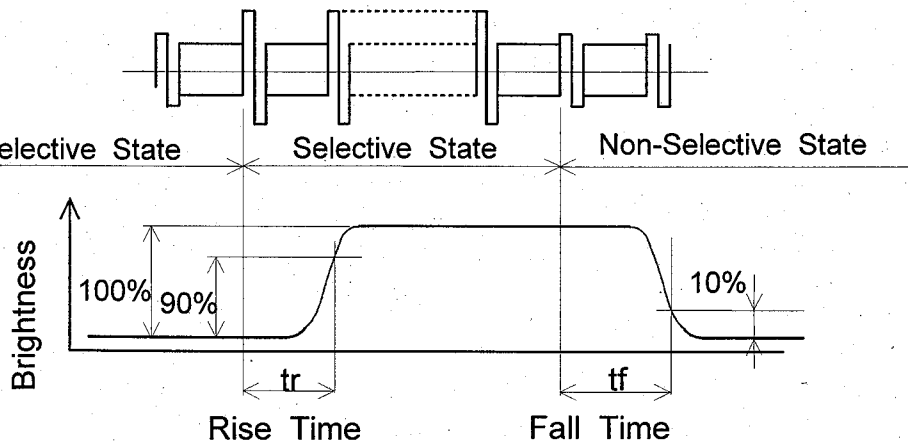 elective State
Selective State
Non-Selective State
Brightness
100%
90%
10%
tr
tf
Rise Time
Fall Time